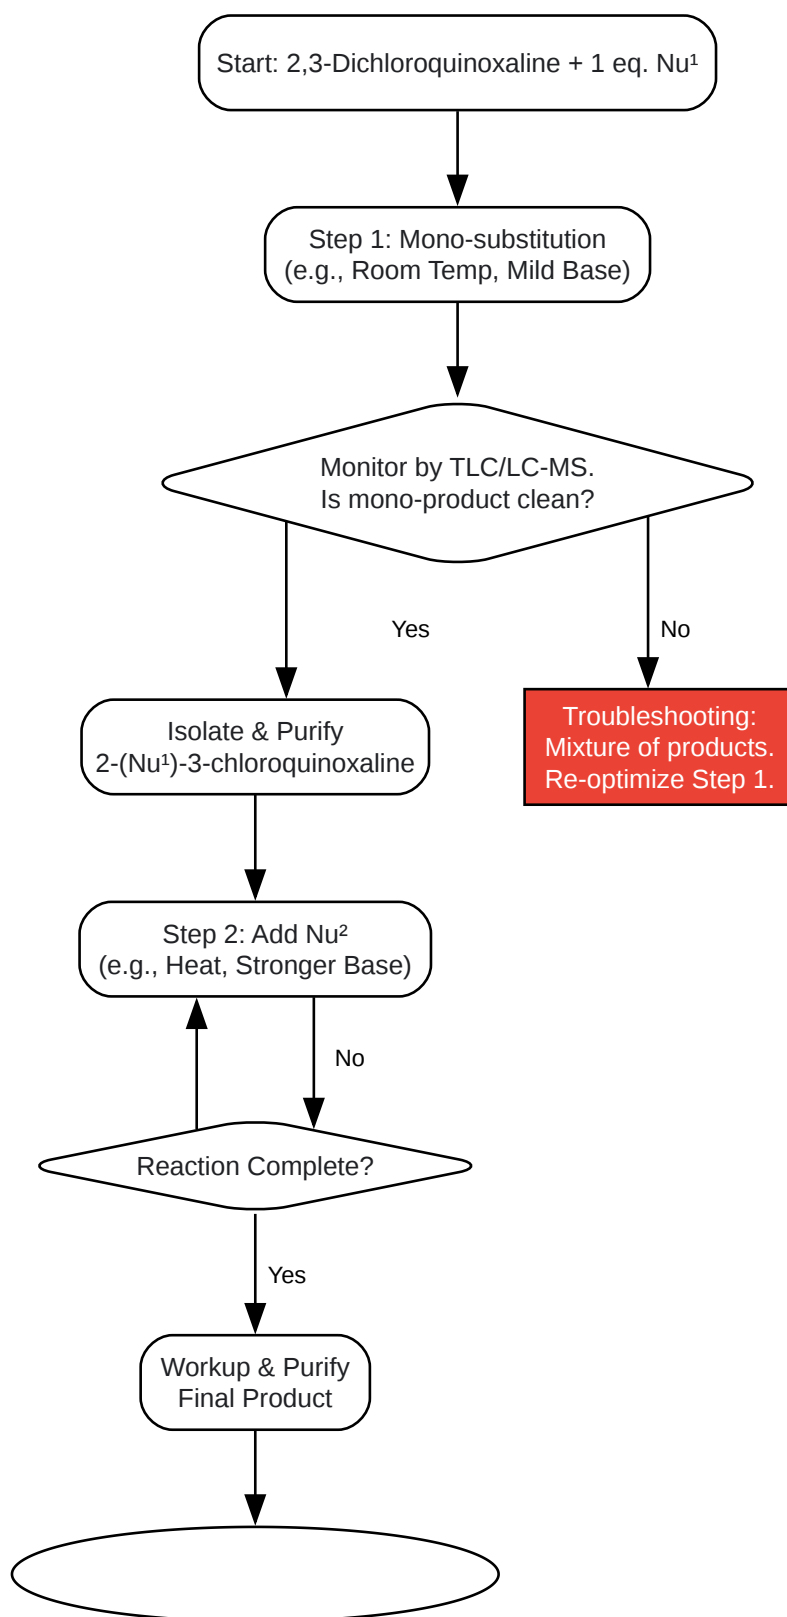 Start: 2,3-Dichloroquinoxaline + 1 eq. Nu¹
Step 1: Mono-substitution
(e.g., Room Temp, Mild Base)
Monitor by TLC/LC-MS.
Is mono-product clean?
Yes
No
Isolate & Purify
2-(Nu¹)-3-chloroquinoxaline
Troubleshooting:
Mixture of products.
Re-optimize Step 1.
Step 2: Add Nu²
(e.g., Heat, Stronger Base)
No
Reaction Complete?
Yes
Workup & Purify
Final Product